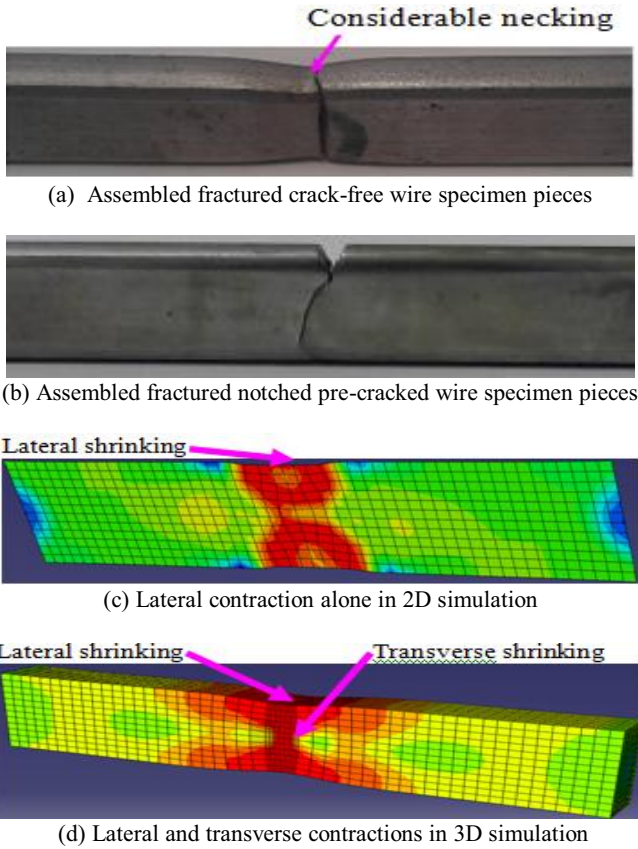 Considerable necking
(a) Assembled fractured crack-free wire specimen pieces
(b) Assembled fractured notched pre-cracked wire specimen pieces
Lateral shrinking
(c) Lateral contraction alone in 2D simulation
Lateral shrinking Transverse shrinking
(d) Lateral and transverse contractions in 3D simulation